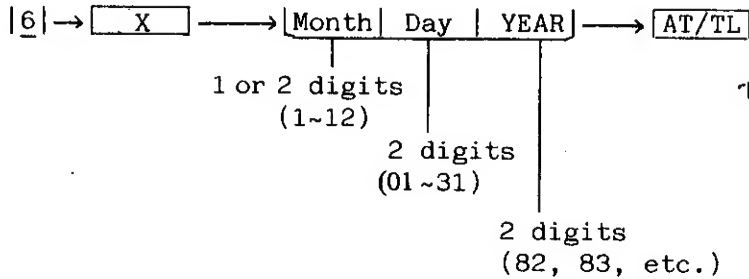 6 → X → Month Day YEAR → AT/TL
1 or 2 digits
(1~12)
2 digits
(01~31)
2 digits
(82, 83, etc.)